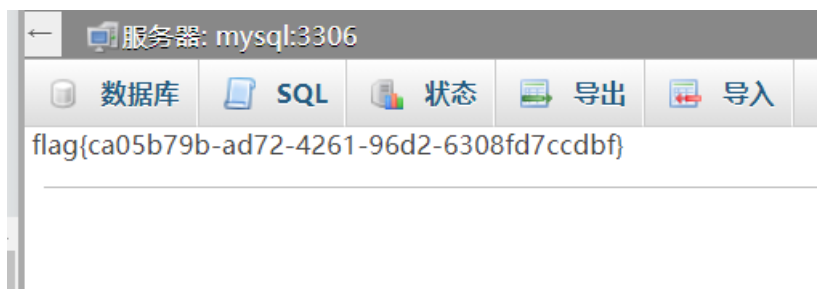 ← 服务器: mysql:3306
数据库 SQL 状态 导出 导入
flag{ca05b79b-ad72-4261-96d2-6308fd7ccdbf}